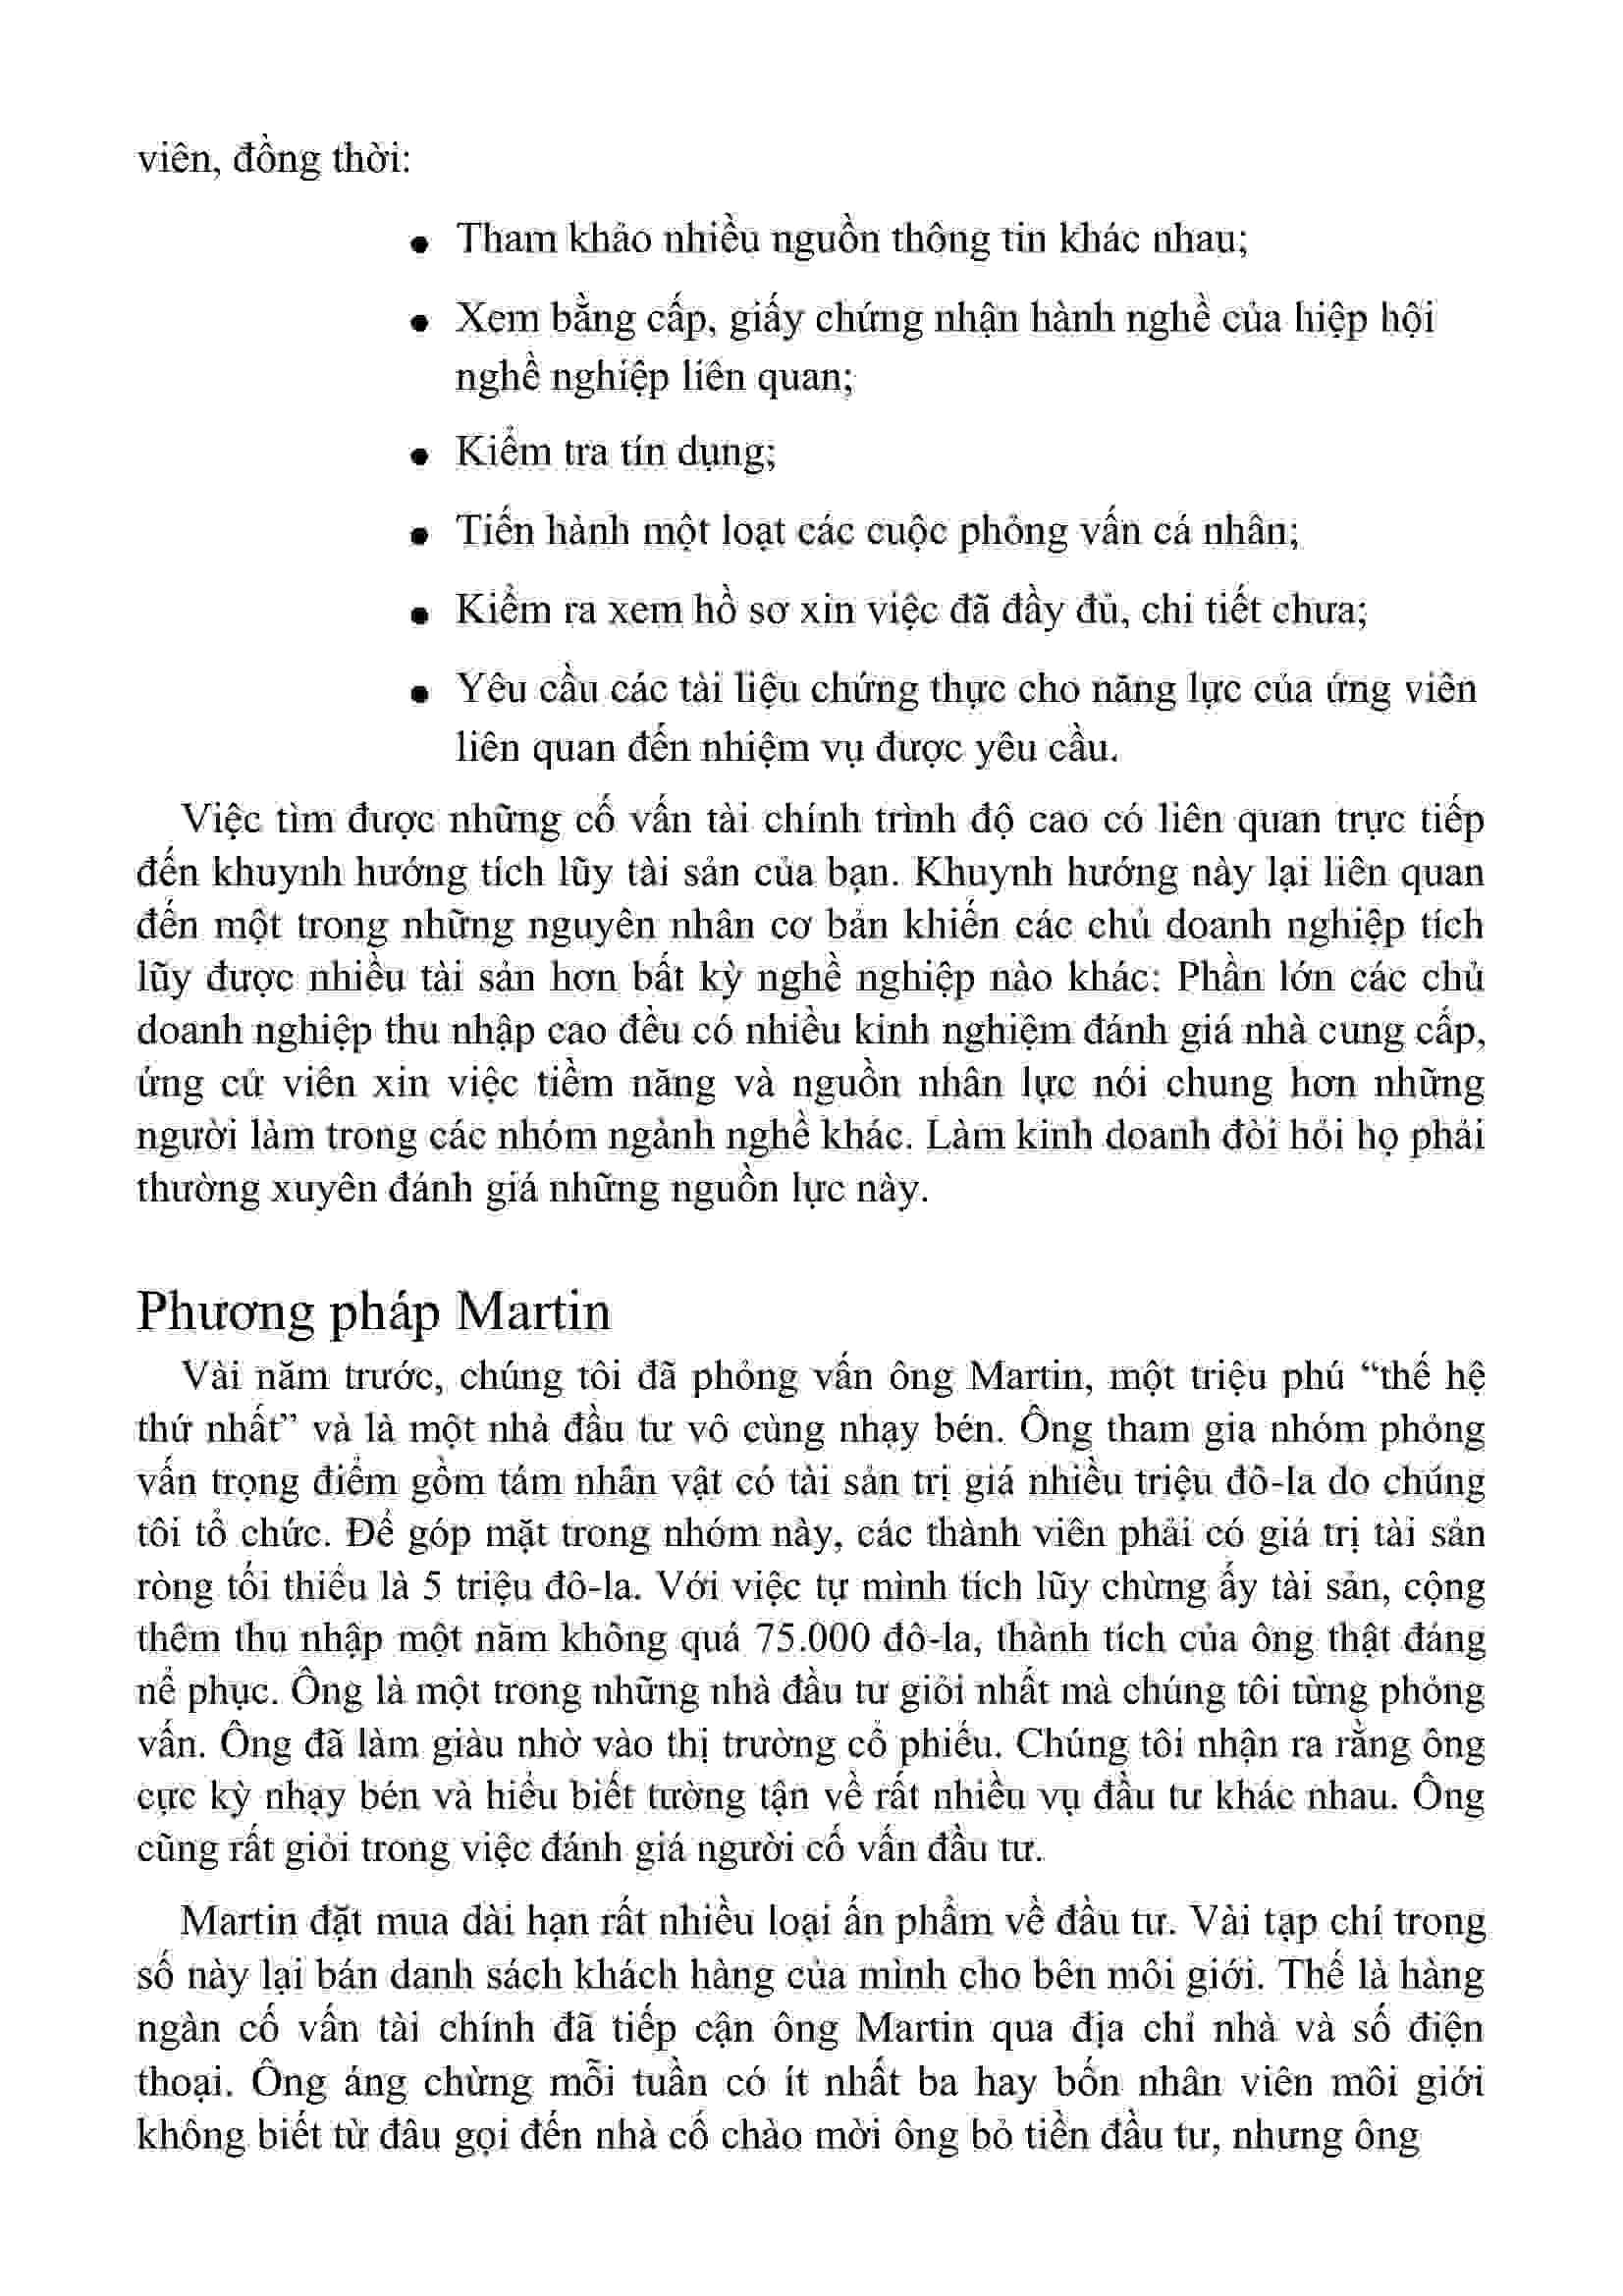 viên, đồng thời:
● Tham khảo nhiều nguồn thông tin khác nhau;
● Xem bằng cấp, giấy chứng nhận hành nghề của hiệp hội
nghề nghiệp liên quan;
● Kiểm tra tín dụng;
● Tiến hành một loạt các cuộc phỏng vấn cá nhân;
● Kiểm ra xem hồ sơ xin việc đã đầy đủ, chi tiết chưa;
● Yêu cầu các tài liệu chứng thực cho năng lực của ứng viên
liên quan đến nhiệm vụ được yêu cầu.
Việc tìm được những cố vấn tài chính trình độ cao có liên quan trực tiếp
đến khuynh hướng tích lũy tài sản của bạn. Khuynh hướng này lại liên quan
đến một trong những nguyên nhân cơ bản khiến các chủ doanh nghiệp tích
lũy được nhiều tài sản hơn bất kỳ nghề nghiệp nào khác: Phần lớn các chủ
doanh nghiệp thu nhập cao đều có nhiều kinh nghiệm đánh giá nhà cung cấp,
ứng cử viên xin việc tiềm năng và nguồn nhân lực nói chung hơn những
người làm trong các nhóm ngành nghề khác. Làm kinh doanh đòi hỏi họ phải
thường xuyên đánh giá những nguồn lực này.
Phương pháp Martin
Vài năm trước, chúng tôi đã phỏng vấn ông Martin, một triệu phú “thế hệ
thứ nhất” và là một nhà đầu tư vô cùng nhạy bén. Ông tham gia nhóm phỏng
vấn trọng điểm gồm tám nhân vật có tài sản trị giá nhiều triệu đô-la do chúng
tôi tổ chức. Để góp mặt trong nhóm này, các thành viên phải có giá trị tài sản
ròng tối thiểu là 5 triệu đô-la. Với việc tự mình tích lũy chừng ấy tài sản, cộng
thêm thu nhập một năm không quá 75.000 đô-la, thành tích của ông thật đáng
nể phục. Ông là một trong những nhà đầu tư giỏi nhất mà chúng tôi từng phỏng
vấn. Ông đã làm giàu nhờ vào thị trường cổ phiếu. Chúng tôi nhận ra rằng ông
cực kỳ nhạy bén và hiểu biết tường tận về rất nhiều vụ đầu tư khác nhau. Ông
cũng rất giỏi trong việc đánh giá người cố vấn đầu tư.
Martin đặt mua dài hạn rất nhiều loại ấn phẩm về đầu tư. Vài tạp chí trong
số này lại bán danh sách khách hàng của mình cho bên môi giới. Thế là hàng
ngàn cố vấn tài chính đã tiếp cận ông Martin qua địa chỉ nhà và số điện
thoại. Ông áng chừng mỗi tuần có ít nhất ba hay bốn nhân viên môi giới
không biết từ đâu gọi đến nhà cố chào mời ông bỏ tiền đầu tư, nhưng ông